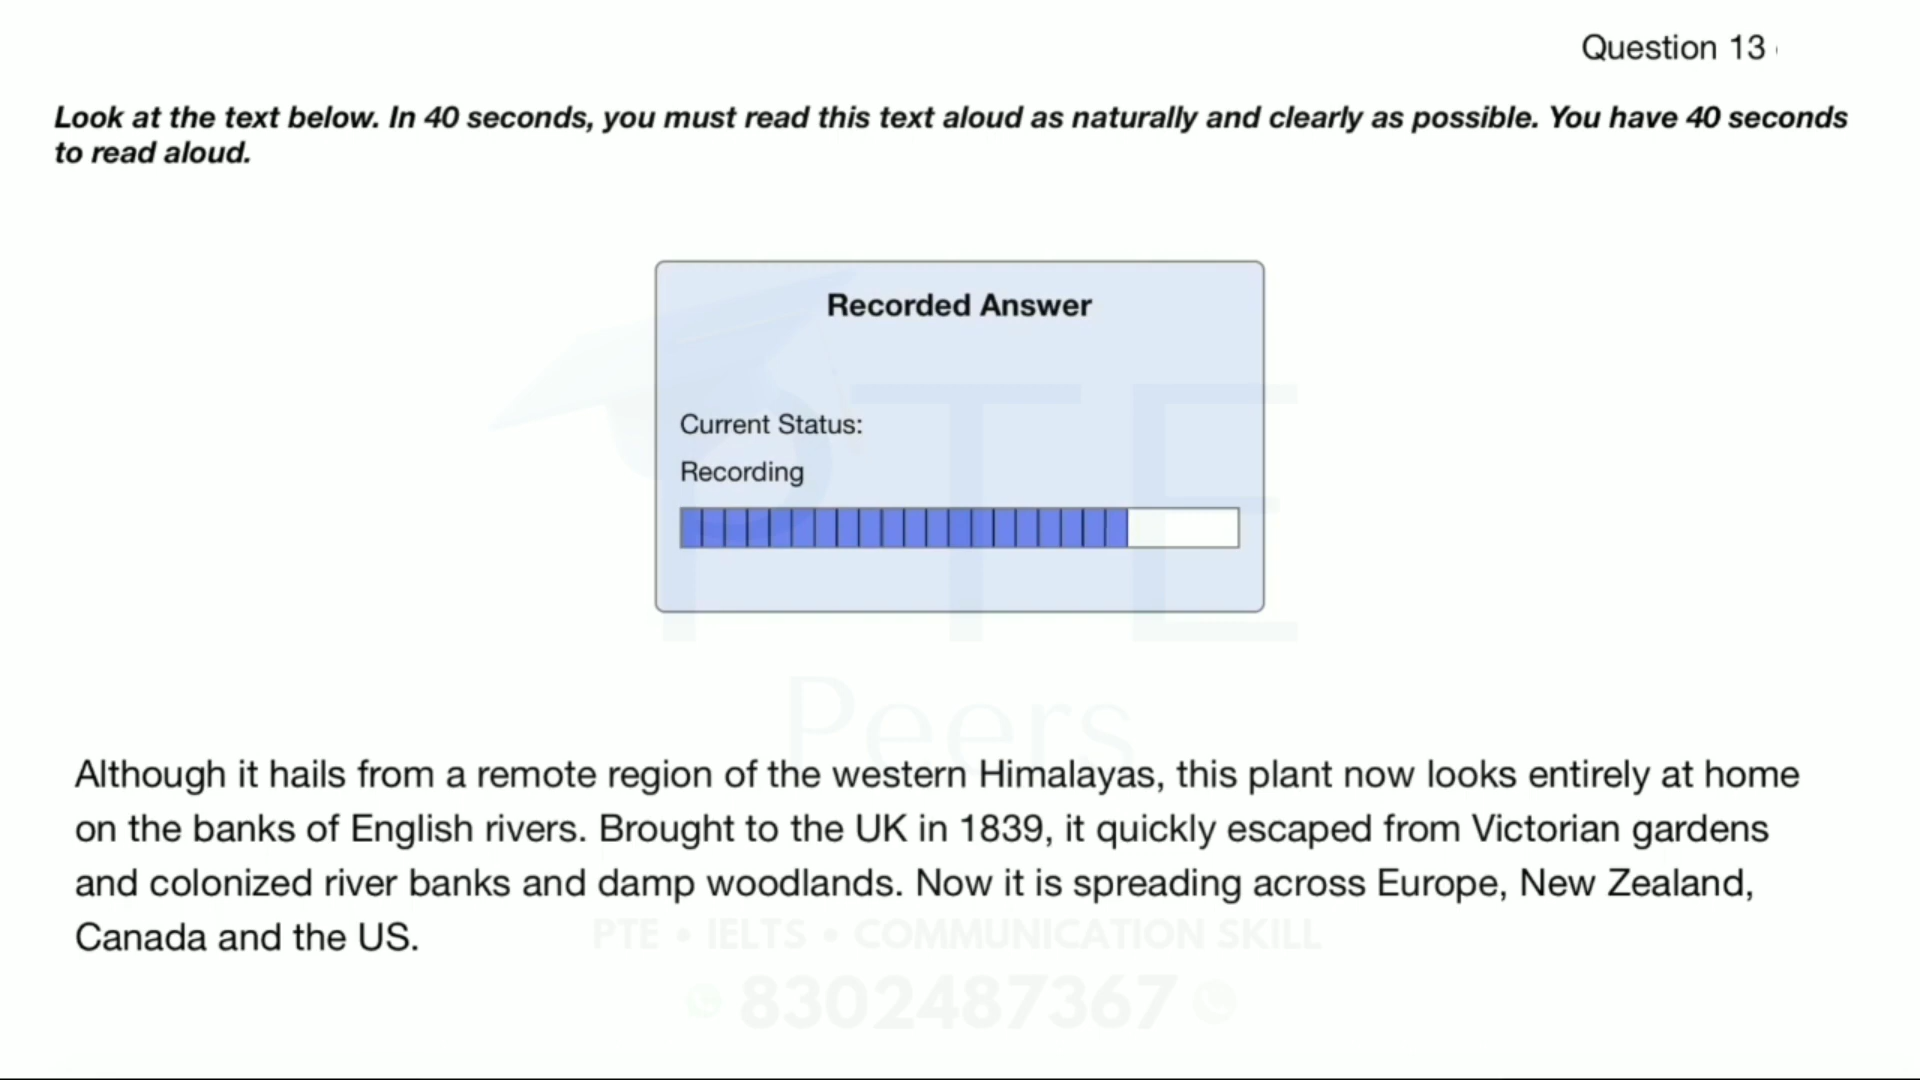 Question 13
Look at the text below. In 40 seconds, you must read this text aloud as naturally and clearly as possible. You have 40 seconds
to read aloud.
Recorded Answer
Current Status:
Recording
PTE
Peers
Although it hails from a remote region of the western Himalayas, this plant now looks entirely at home
on the banks of English rivers. Brought to the UK in 1839, it quickly escaped from Victorian gardens
and colonized river banks and damp woodlands. Now it is spreading across Europe, New Zealand,
Canada and the US.
PTE • IELTS • COMMUNICATION SKILL
8302487367